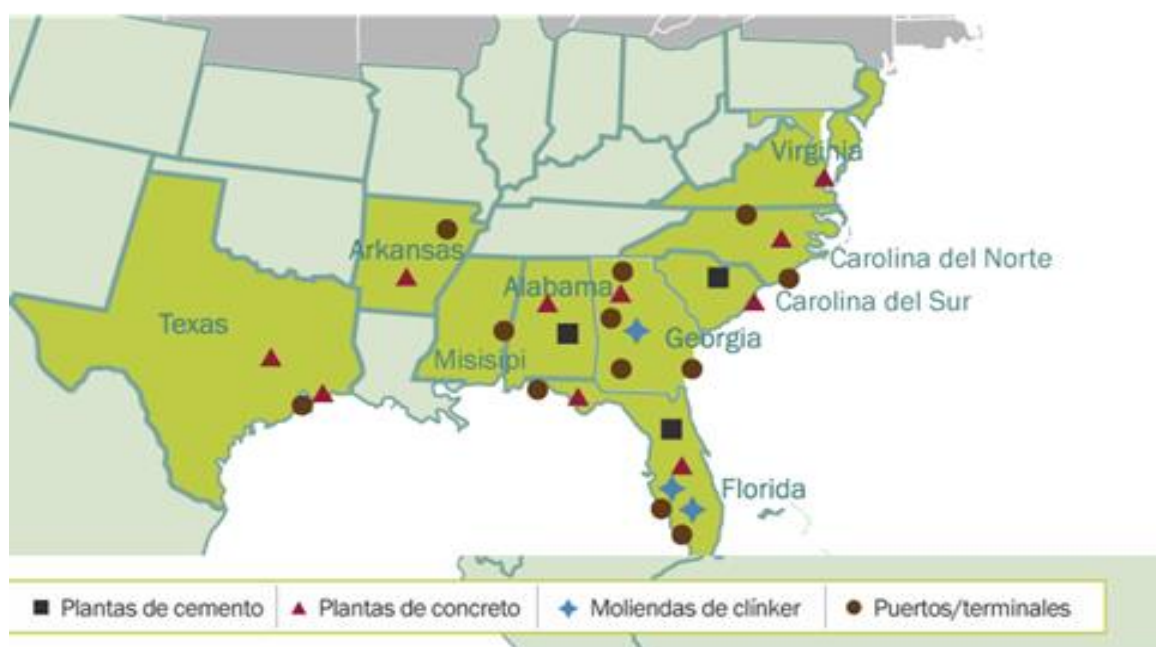 Virginia
Arkansas
Carolina del Norte
Alabama
Carolina del Sur
Texas
Georgia
Misisipi
Florida
Plantas de cemento
Plantas de concreto
Moliendas de clínker
Puertos/terminales